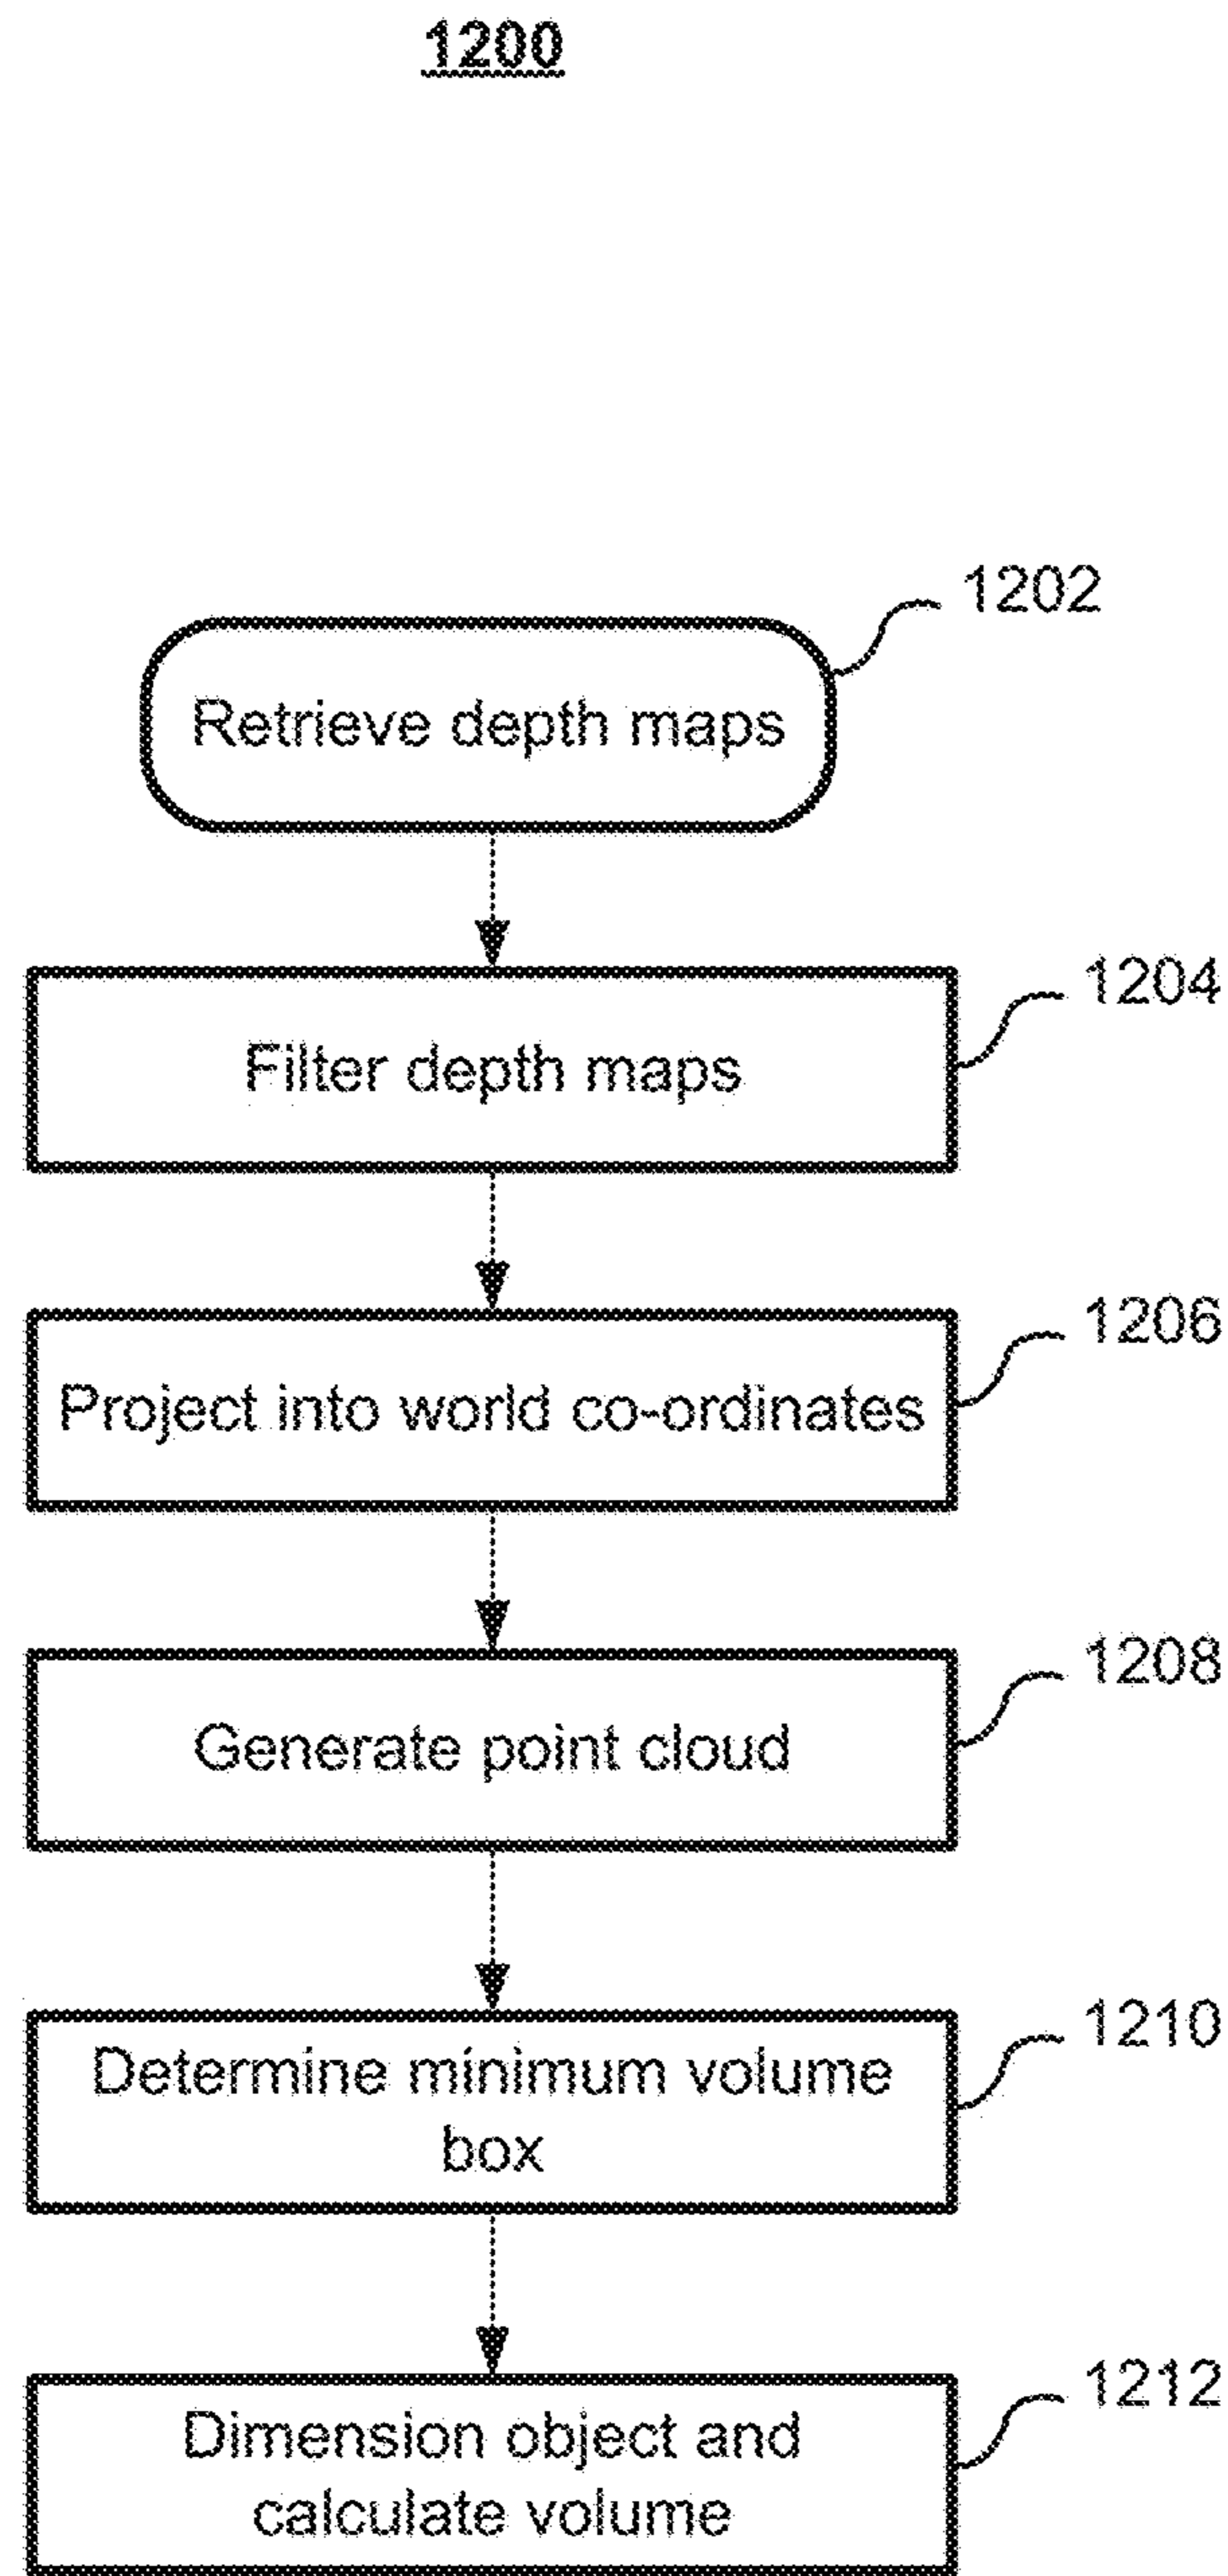 1200
1202
Retrieve depth maps
1204
Filter depth maps
1206
Project into world co-ordinates
1208
Generate point cloud
1210
Determine minimum volume
box
1212
Dimension object and
calculate volume